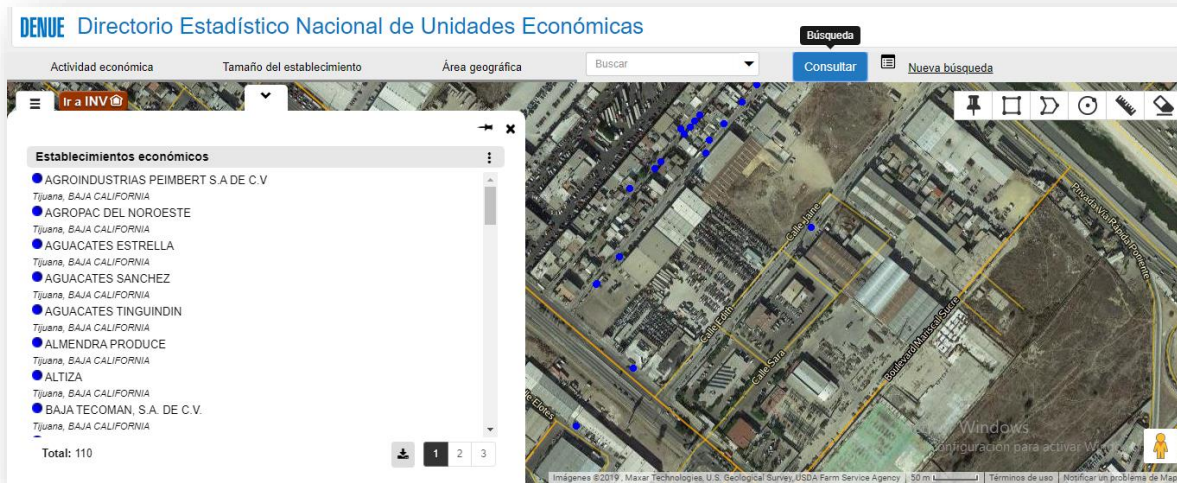 DENUE Directorio Estadístico Nacional de Unidades Económicas
Búsqueda
Actividad económica Tamaño del establecimiento Área geográfica Buscar Consultar Nueva búsqueda
Ir a INV
Establecimientos económicos
AGROINDUSTRIAS PEIMBERT S.A DE C.V
Tijuana, BAJA CALIFORNIA
AGROPAC DEL NOROESTE
Tijuana, BAJA CALIFORNIA
AGUACATES ESTRELLA
Tijuana, BAJA CALIFORNIA
AGUACATES SANCHEZ
Tijuana, BAJA CALIFORNIA
AGUACATES TINGUINDIN
Tijuana, BAJA CALIFORNIA
ALMENDRA PRODUCE
Tijuana, BAJA CALIFORNIA
ALTIZA
Tijuana, BAJA CALIFORNIA
BAJA TECOMAN, S.A. DE C.V.
Tijuana, BAJA CALIFORNIA
Total: 110
1 2 3
Privada Vía Rápida Poniente
Calle Jaime
Calle Edith
Calle Sara
Boulevard Mariscal Sucre
Elotes
Windows
onfiguración para activar Win
Imágenes ©2019 , Maxar Technologies, U.S. Geological Survey, USDA Farm Service Agency 50 m Términos de uso Notificar un problema de Map